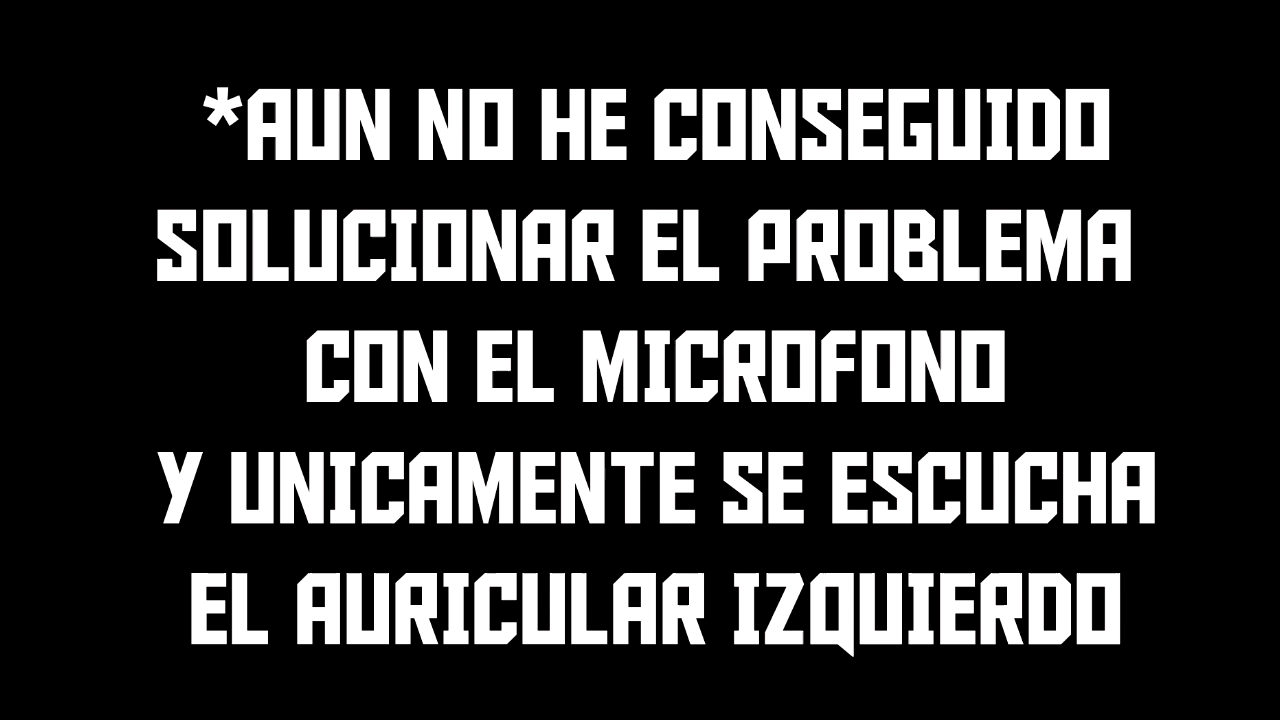 *AUN NO HE CONSEGUIDO
SOLUCIONAR EL PROBLEMA
CON EL MICROFONO
Y UNICAMENTE SE ESCUCHA
EL AURICULAR IZQUIERDO